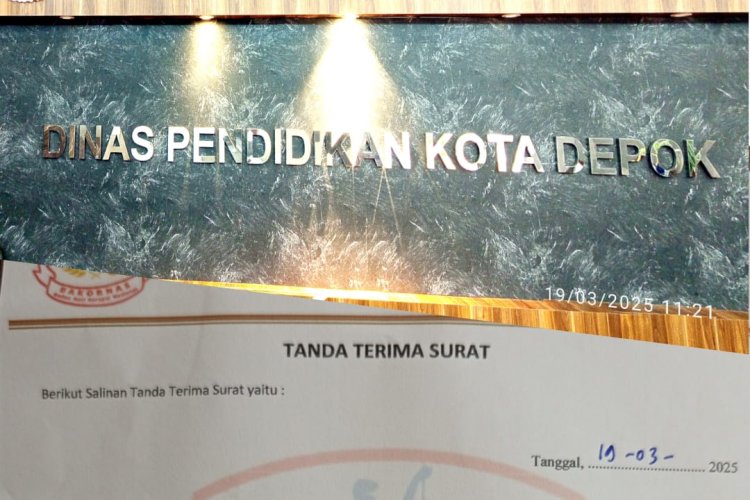 DINAS PENDIDIKAN KOTA DEPOK
19/03/2025 11:21
BAKORNAS
TANDA TERIMA SURAT
Berikut Salinan Tanda Terima Surat yaitu :
Tanggal, 19-03- 2025